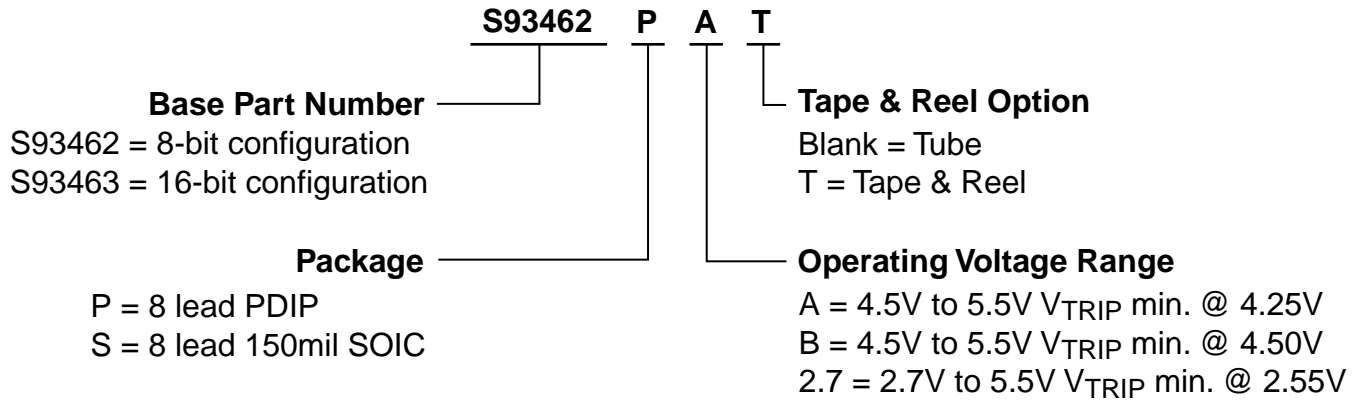 S93462 P A T
Base Part Number
S93462 = 8-bit configuration
S93463 = 16-bit configuration
Tape & Reel Option
Blank = Tube
T = Tape & Reel
Package
P = 8 lead PDIP
S = 8 lead 150mil SOIC
Operating Voltage Range
A = 4.5V to 5.5V VTRIP min. @ 4.25V
B = 4.5V to 5.5V VTRIP min. @ 4.50V
2.7 = 2.7V to 5.5V VTRIP min. @ 2.55V